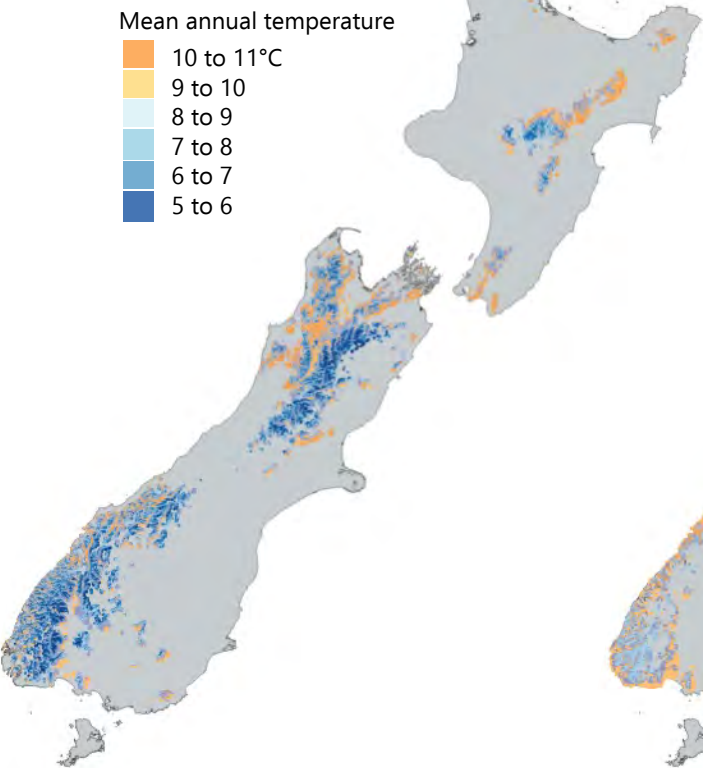 Mean annual temperature
10 to 11°C
9 to 10
8 to 9
7 to 8
6 to 7
5 to 6